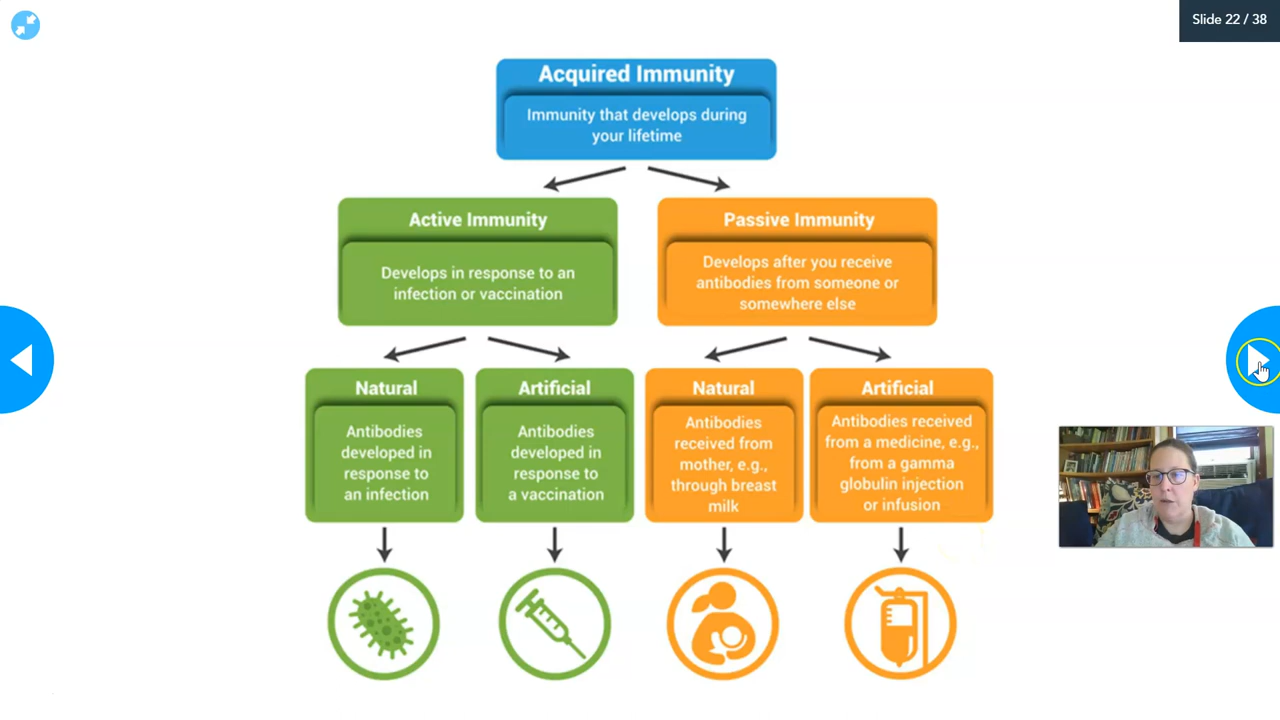 Slide 22 / 38
Acquired Immunity
Immunity that develops during
your lifetime
Active Immunity
Develops in response to an
infection or vaccination
Passive Immunity
Develops after you receive
antibodies from someone or
somewhere else
Natural
Antibodies
developed in
response to
an infection
Artificial
Antibodies
developed in
response to
a vaccination
Natural
Antibodies
received from
mother, e.g.,
through breast
milk
Artificial
Antibodies received
from a medicine, e.g.,
from a gamma
globulin injection
or infusion